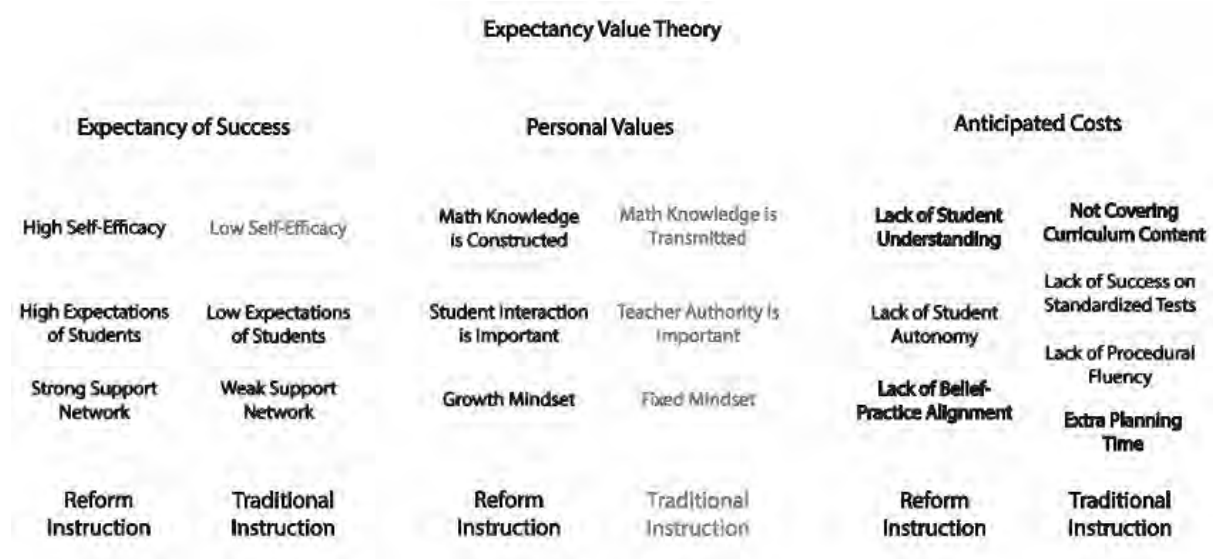 Expectancy Value Theory
Expectancy of Success
Personal Values
Anticipated Costs
High Self-Efficacy
Low Self-Efficacy
Math Knowledge
is Constructed
Math Knowledge is
Transmitted
Lack of Student
Understanding
Not Covering
Curriculum Content
High Expectations
of Students
Low Expectations
of Students
Student Interaction
is Important
Teacher Authority is
Important
Lack of Student
Autonomy
Lack of Success on
Standardized Tests
Lack of Procedural
Fluency
Strong Support
Network
Weak Support
Network
Growth Mindset
Fixed Mindset
Lack of Belief-
Practice Alignment
Extra Planning
Time
Reform
Instruction
Traditional
Instruction
Reform
Instruction
Traditional
Instruction
Reform
Instruction
Traditional
Instruction